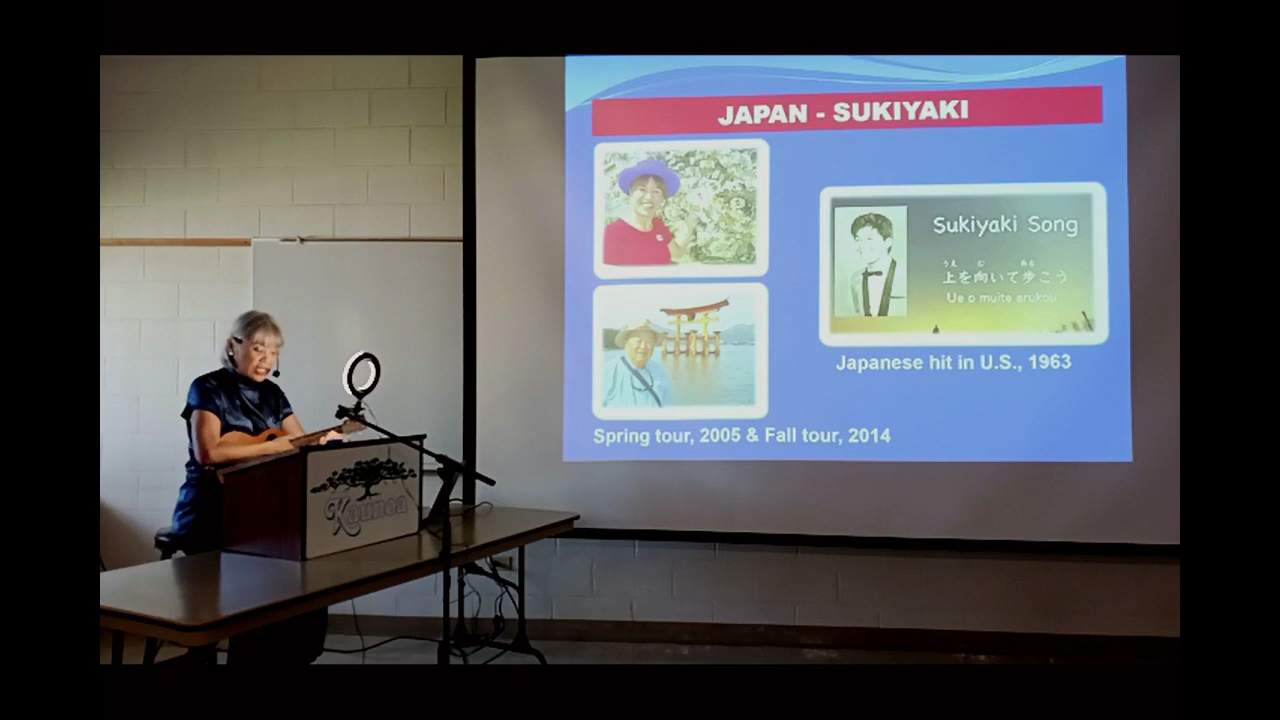 JAPAN - SUKIYAKI
Sukiyaki Song
うえ む ある
上を向いて歩こう
Ue o muite arukou
Japanese hit in U.S., 1963
Spring tour, 2005 & Fall tour, 2014
Kaunoa